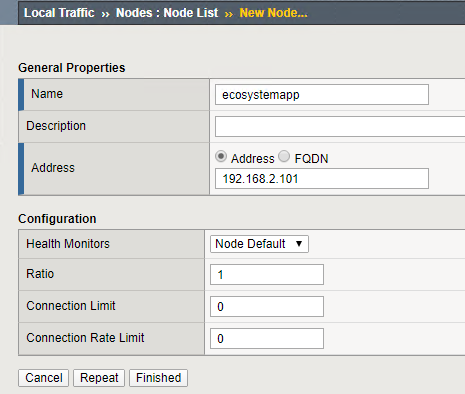 Local Traffic ›› Nodes : Node List ›› New Node...
General Properties
Name ecosystemapp
Description
Address FQDN
Address 192.168.2.101
Configuration
Health Monitors Node Default ▼
Ratio 1
Connection Limit 0
Connection Rate Limit 0
Cancel Repeat Finished